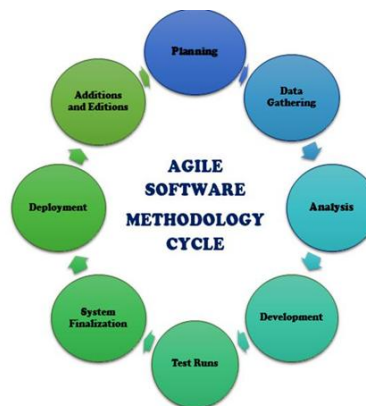 Planning
Data
Gathering
Analysis
Development
Test Runs
System
Finalization
Deployment
Additions
and Editions
AGILE
SOFTWARE
METHODOLOGY
CYCLE